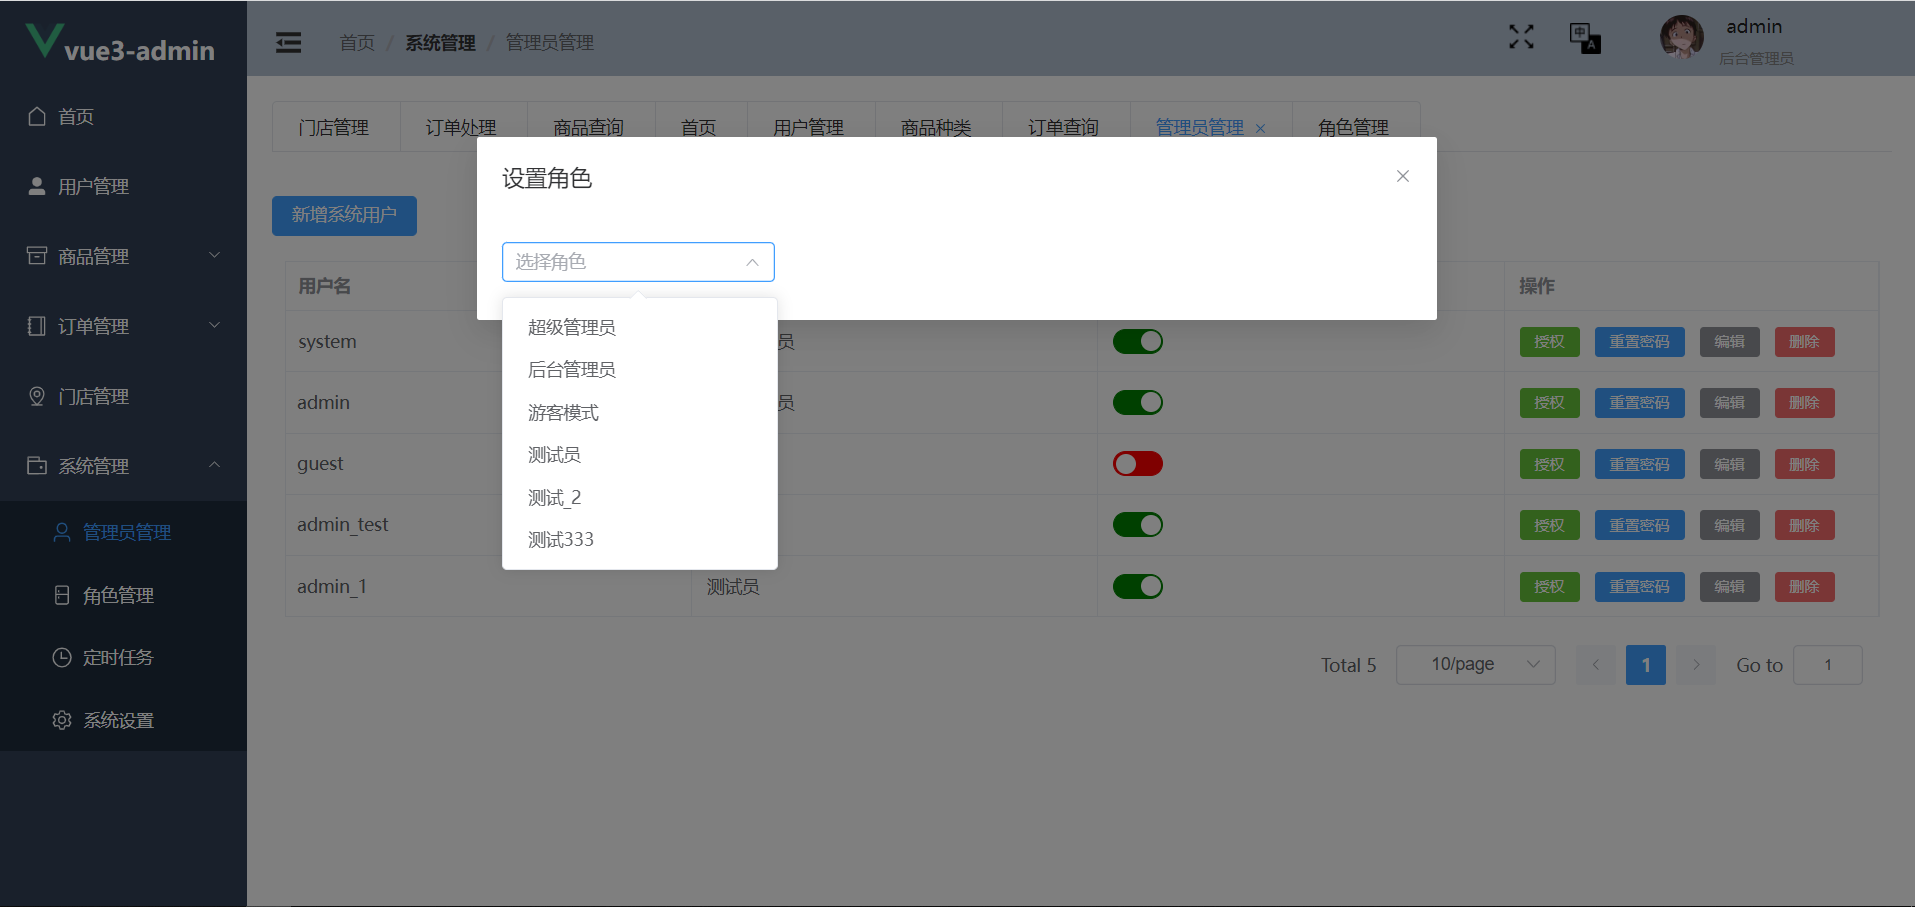 vue3-admin
首页
用户管理
商品管理
订单管理
门店管理
系统管理
管理员管理
角色管理
定时任务
系统设置
首页 / 系统管理 / 管理员管理
中 A
admin
后台管理员
门店管理 订单处理 商品查询 首页 用户管理 商品种类 订单查询 管理员管理 × 角色管理
新增系统用户
设置角色
选择角色
超级管理员
后台管理员
游客模式
测试员
测试_2
测试333
用户名 操作
system 员 授权 重置密码 编辑 删除
admin 员 授权 重置密码 编辑 删除
guest 授权 重置密码 编辑 删除
admin_test 授权 重置密码 编辑 删除
admin_1 测试员 授权 重置密码 编辑 删除
Total 5 10/page 1 Go to 1